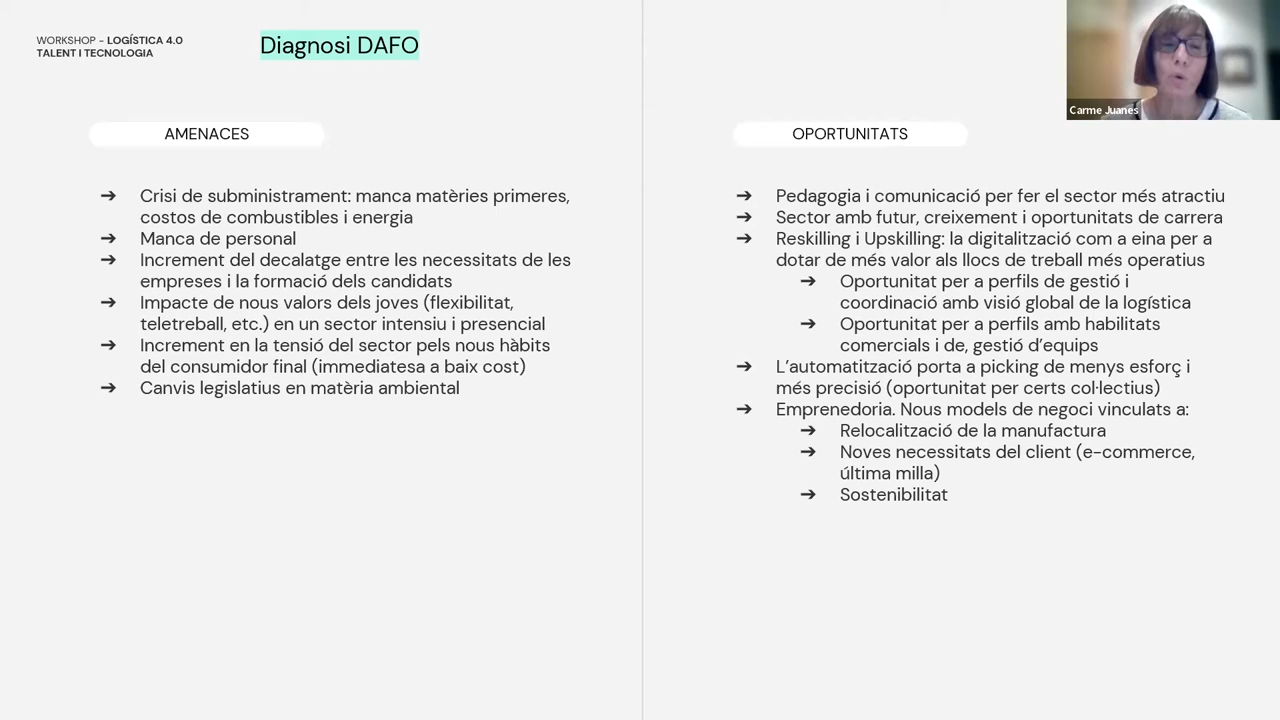 WORKSHOP - LOGÍSTICA 4.0
TALENT I TECNOLOGIA
Diagnosi DAFO
Carme Juanes
AMENACES
➔ Crisi de subministrament: manca matèries primeres,
costos de combustibles i energia
➔ Manca de personal
➔ Increment del decalatge entre les necessitats de les
empreses i la formació dels candidats
➔ Impacte de nous valors dels joves (flexibilitat,
teletreball, etc.) en un sector intensiu i presencial
➔ Increment en la tensió del sector pels nous hàbits
del consumidor final (immediatesa a baix cost)
➔ Canvis legislatius en matèria ambiental
OPORTUNITATS
➔ Pedagogia i comunicació per fer el sector més atractiu
➔ Sector amb futur, creixement i oportunitats de carrera
➔ Reskilling i Upskilling: la digitalització com a eina per a
dotar de més valor als llocs de treball més operatius
➔ Oportunitat per a perfils de gestió i
coordinació amb visió global de la logística
➔ Oportunitat per a perfils amb habilitats
comercials i de, gestió d'equips
➔ L'automatització porta a picking de menys esforç i
més precisió (oportunitat per certs col·lectius)
➔ Emprenedoria. Nous models de negoci vinculats a:
➔ Relocalització de la manufactura
➔ Noves necessitats del client (e-commerce,
última milla)
➔ Sostenibilitat